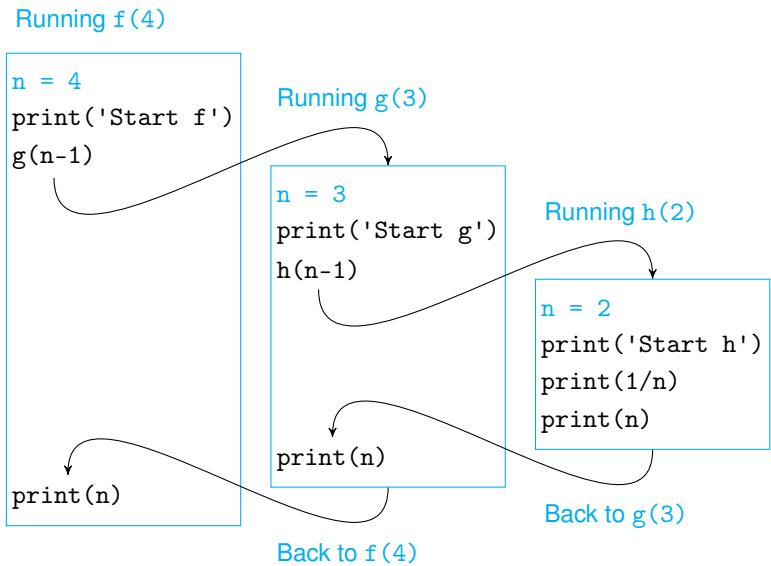 Running f(4)
n = 4
print('Start f')
g(n-1)
print(n)
Running g(3)
n = 3
print('Start g')
h(n-1)
print(n)
Back to f(4)
Running h(2)
n = 2
print('Start h')
print(1/n)
print(n)
Back to g(3)